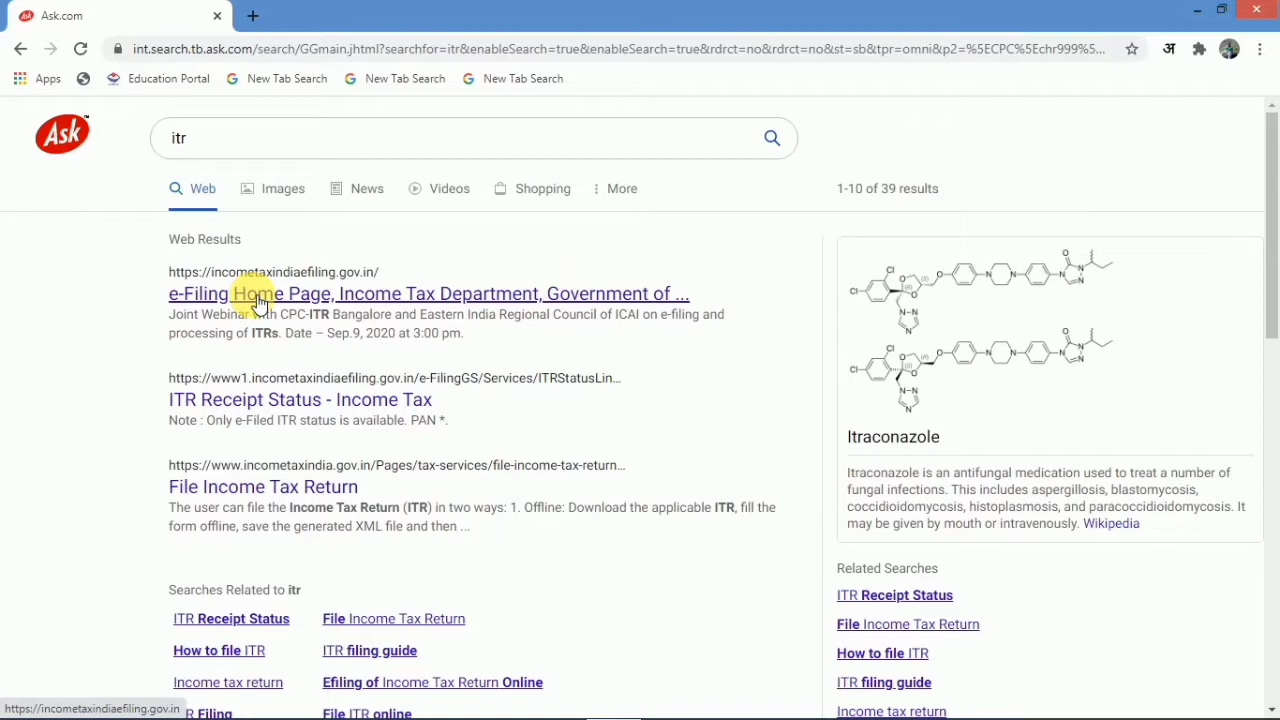 Ask.com
int.search.tb.ask.com/search/GGmain.jhtml?searchfor=itr&enableSearch=true&enableSearch=true&rdrct=no&rdrct=no&st=sb&tpr=omni&p2=%5ECPC%5Echr999%5...
अ
Apps
Education Portal
New Tab Search
New Tab Search
New Tab Search
Ask
itr
Web
Images
News
Videos
Shopping
More
1-10 of 39 results
Web Results
https://incometaxindiaefiling.gov.in/
e-Filing Home Page, Income Tax Department, Government of ...
Joint Webinar with CPC-ITR Bangalore and Eastern India Regional Council of ICAI on e-filing and
processing of ITRs. Date – Sep.9, 2020 at 3:00 pm.
https://www1.incometaxindiaefiling.gov.in/e-FilingGS/Services/ITRStatusLin...
ITR Receipt Status - Income Tax
Note : Only e-Filed ITR status is available. PAN *.
https://www.incometaxindia.gov.in/Pages/tax-services/file-income-tax-return...
File Income Tax Return
The user can file the Income Tax Return (ITR) in two ways: 1. Offline: Download the applicable ITR, fill the
form offline, save the generated XML file and then ...
Searches Related to itr
ITR Receipt Status
File Income Tax Return
How to file ITR
ITR filing guide
Income tax return
Efiling of Income Tax Return Online
ITR Filing
File ITR online
Itraconazole
Itraconazole is an antifungal medication used to treat a number of
fungal infections. This includes aspergillosis, blastomycosis,
coccidioidomycosis, histoplasmosis, and paracoccidioidomycosis. It
may be given by mouth or intravenously. Wikipedia
Related Searches
ITR Receipt Status
File Income Tax Return
How to file ITR
ITR filing guide
Income tax return
https://incometaxindiaefiling.gov.in